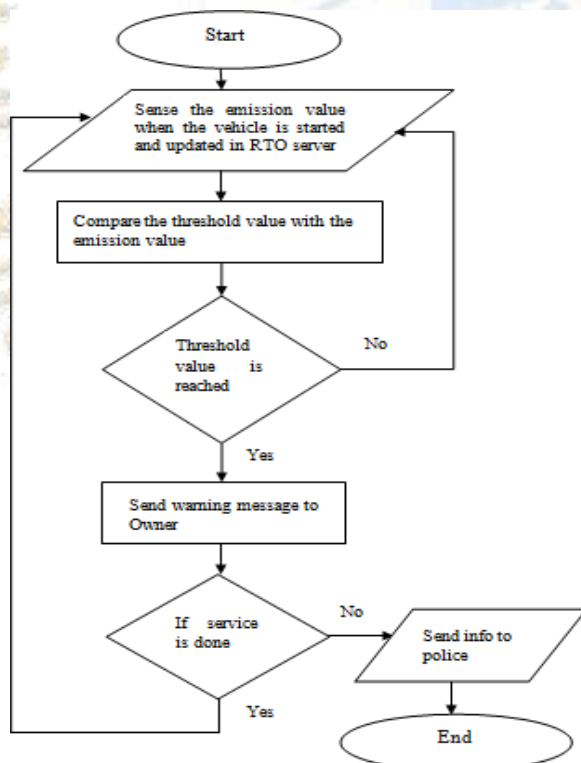 Start
Sense the emission value
when the vehicle is started
and updated in RTO server
Compare the threshold value with the
emission value
Threshold
value is
reached
No
Yes
Send warning message to
Owner
If service
is done
No
Send info to
police
Yes
End